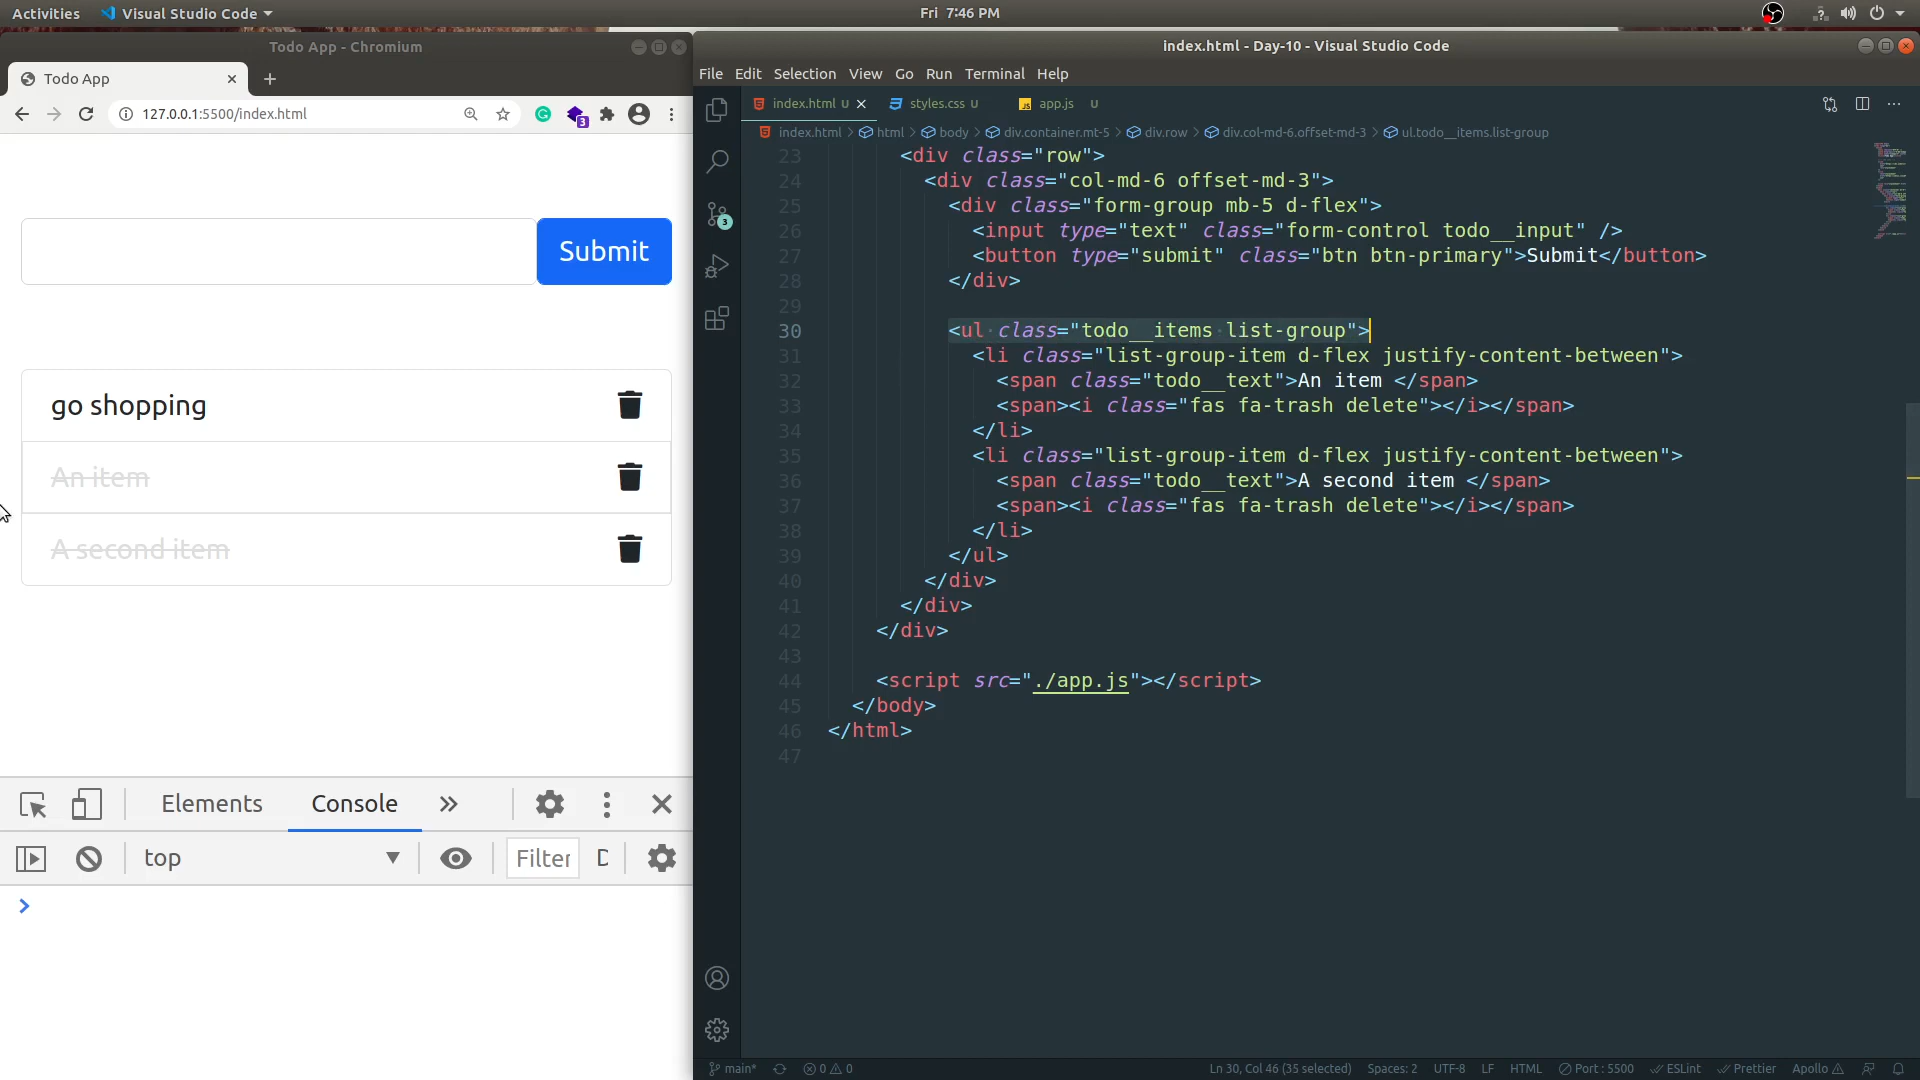 Activities
Visual Studio Code
Fri 7:46 PM
Todo App - Chromium
Todo App
127.0.0.1:5500/index.html
3
Submit
go shopping
An item
A second item
Elements
Console
top
Filter
D
index.html - Day-10 - Visual Studio Code
File Edit Selection View Go Run Terminal Help
index.html U
styles.css U
app.js U
index.html > html > body > div.container.mt-5 > div.row > div.col-md-6.offset-md-3 > ul.todo__items.list-group
3
23 <div class="row">
24 <div class="col-md-6 offset-md-3">
25 <div class="form-group mb-5 d-flex">
26 <input type="text" class="form-control todo__input" />
27 <button type="submit" class="btn btn-primary">Submit</button>
28 </div>
29
30 <ul class="todo__items list-group">
31 <li class="list-group-item d-flex justify-content-between">
32 <span class="todo__text">An item </span>
33 <span><i class="fas fa-trash delete"></i></span>
34 </li>
35 <li class="list-group-item d-flex justify-content-between">
36 <span class="todo__text">A second item </span>
37 <span><i class="fas fa-trash delete"></i></span>
38 </li>
39 </ul>
40 </div>
41 </div>
42 </div>
43
44 <script src="./app.js"></script>
45 </body>
46 </html>
47
main* 0 0 Ln 30, Col 46 (35 selected) Spaces: 2 UTF-8 LF HTML Port : 5500 ESLint Prettier Apollo